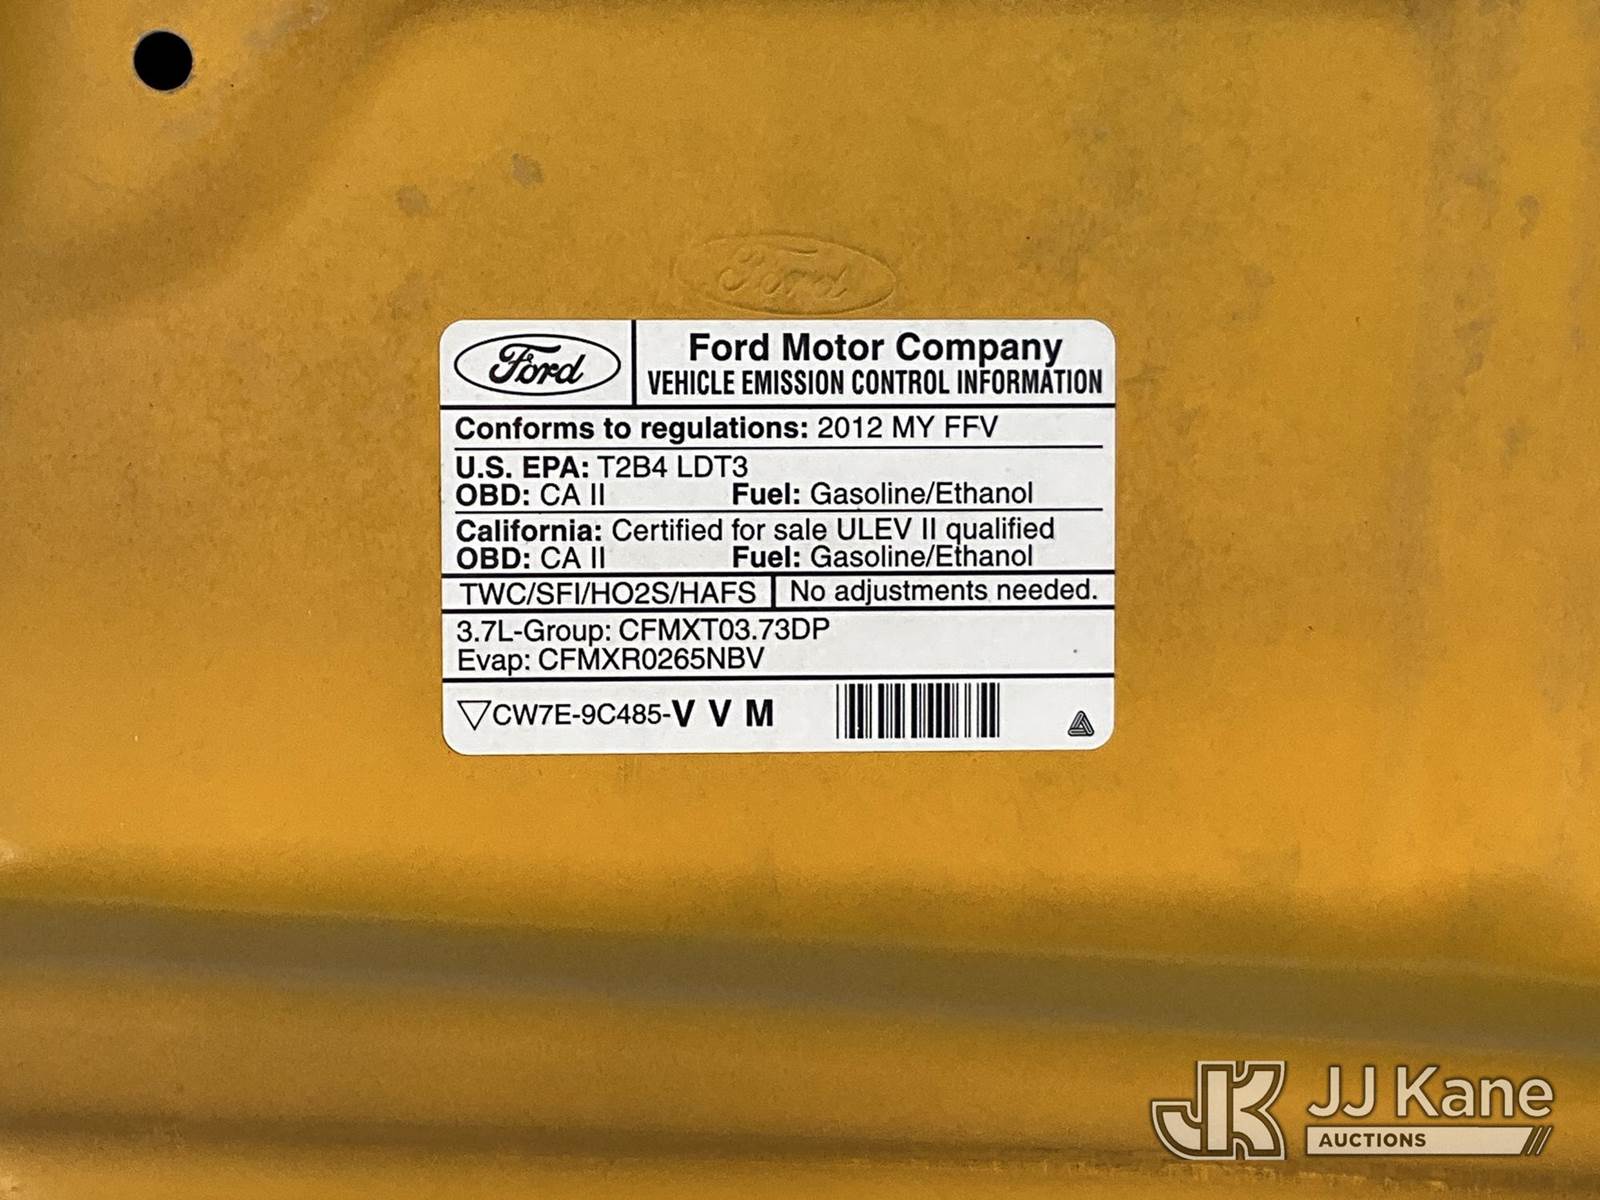 Ford
Ford Ford Motor Company
VEHICLE EMISSION CONTROL INFORMATION
Conforms to regulations: 2012 MY FFV
U.S. EPA: T2B4 LDT3
OBD: CA II Fuel: Gasoline/Ethanol
California: Certified for sale ULEV II qualified
OBD: CA II Fuel: Gasoline/Ethanol
TWC/SFI/HO2S/HAFS No adjustments needed.
3.7L-Group: CFMXT03.73DP
Evap: CFMXR0265NBV
CW7E-9C485-V V M
JK JJ Kane
AUCTIONS